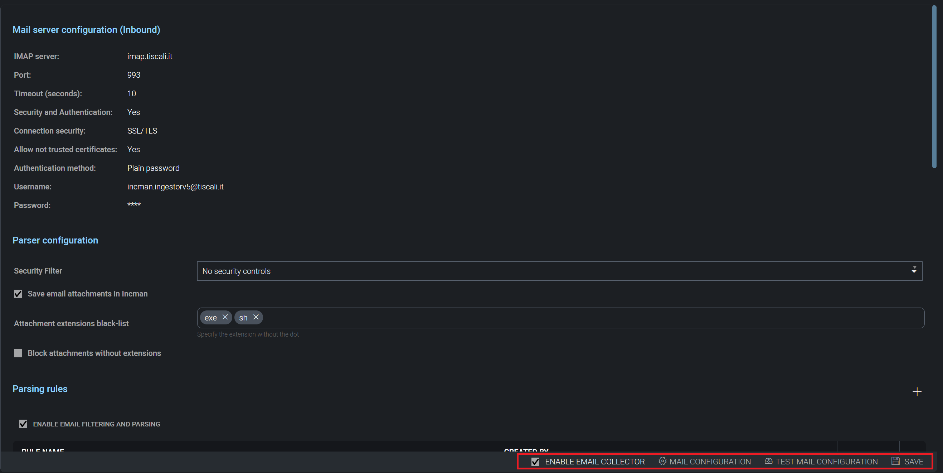 Mail server configuration (Inbound)
IMAP server: imap.tiscali.it
Port: 993
Timeout (seconds): 10
Security and Authentication: Yes
Connection security: SSL/TLS
Allow not trusted certificates: Yes
Authentication method: Plain password
Username: incman.ingestorv5@tiscali.it
Password: ****
Parser configuration
Security Filter No security controls
Save email attachments in Incman
Attachment extensions black-list exe × sh ×
Specify the extension without the dot
Block attachments without extensions
Parsing rules +
ENABLE EMAIL FILTERING AND PARSING
RULE NAME CREATED BY
ENABLE EMAIL COLLECTOR MAIL CONFIGURATION TEST MAIL CONFIGURATION SAVE